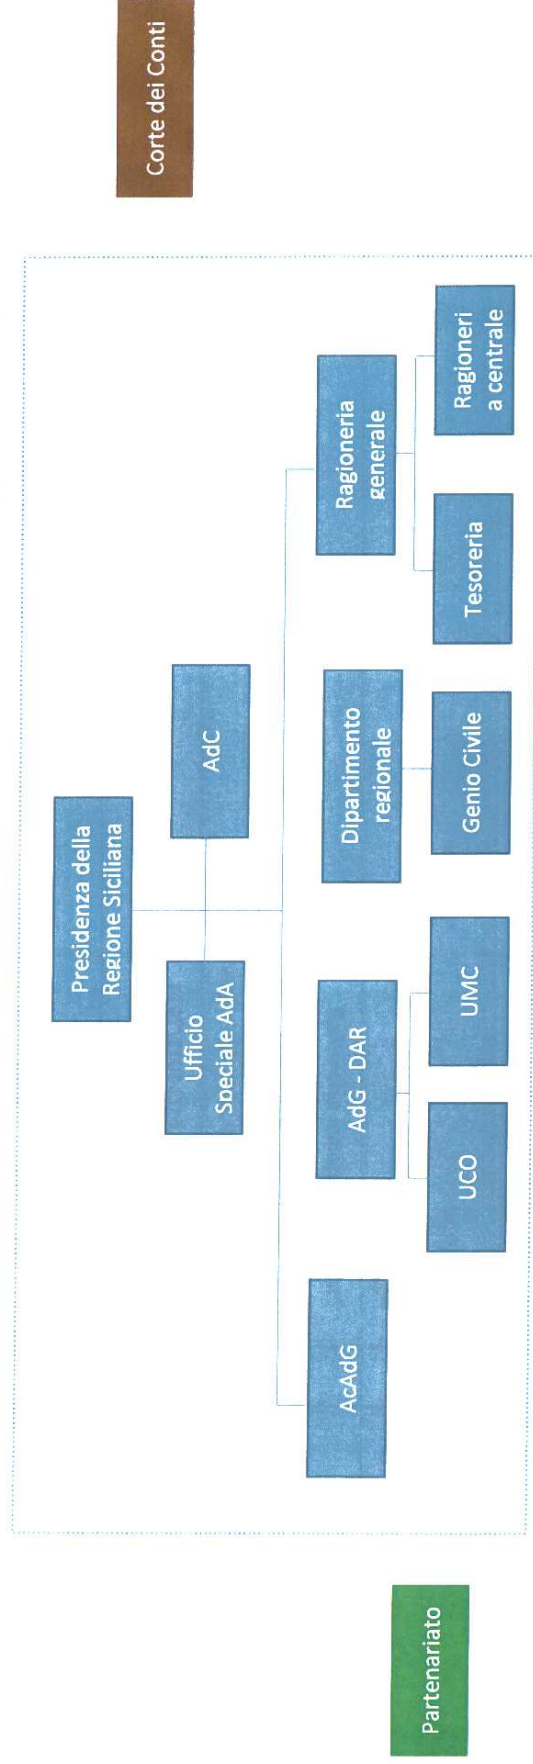 Corte dei Conti
Presidenza della
Regione Siciliana
Ufficio
Speciale AdA
AdC
AcAdG
AdG - DAR
Dipartimento
regionale
Ragioneria
generale
UCO
UMC
Genio Civile
Tesoreria
Ragioneri
a centrale
Partenariato